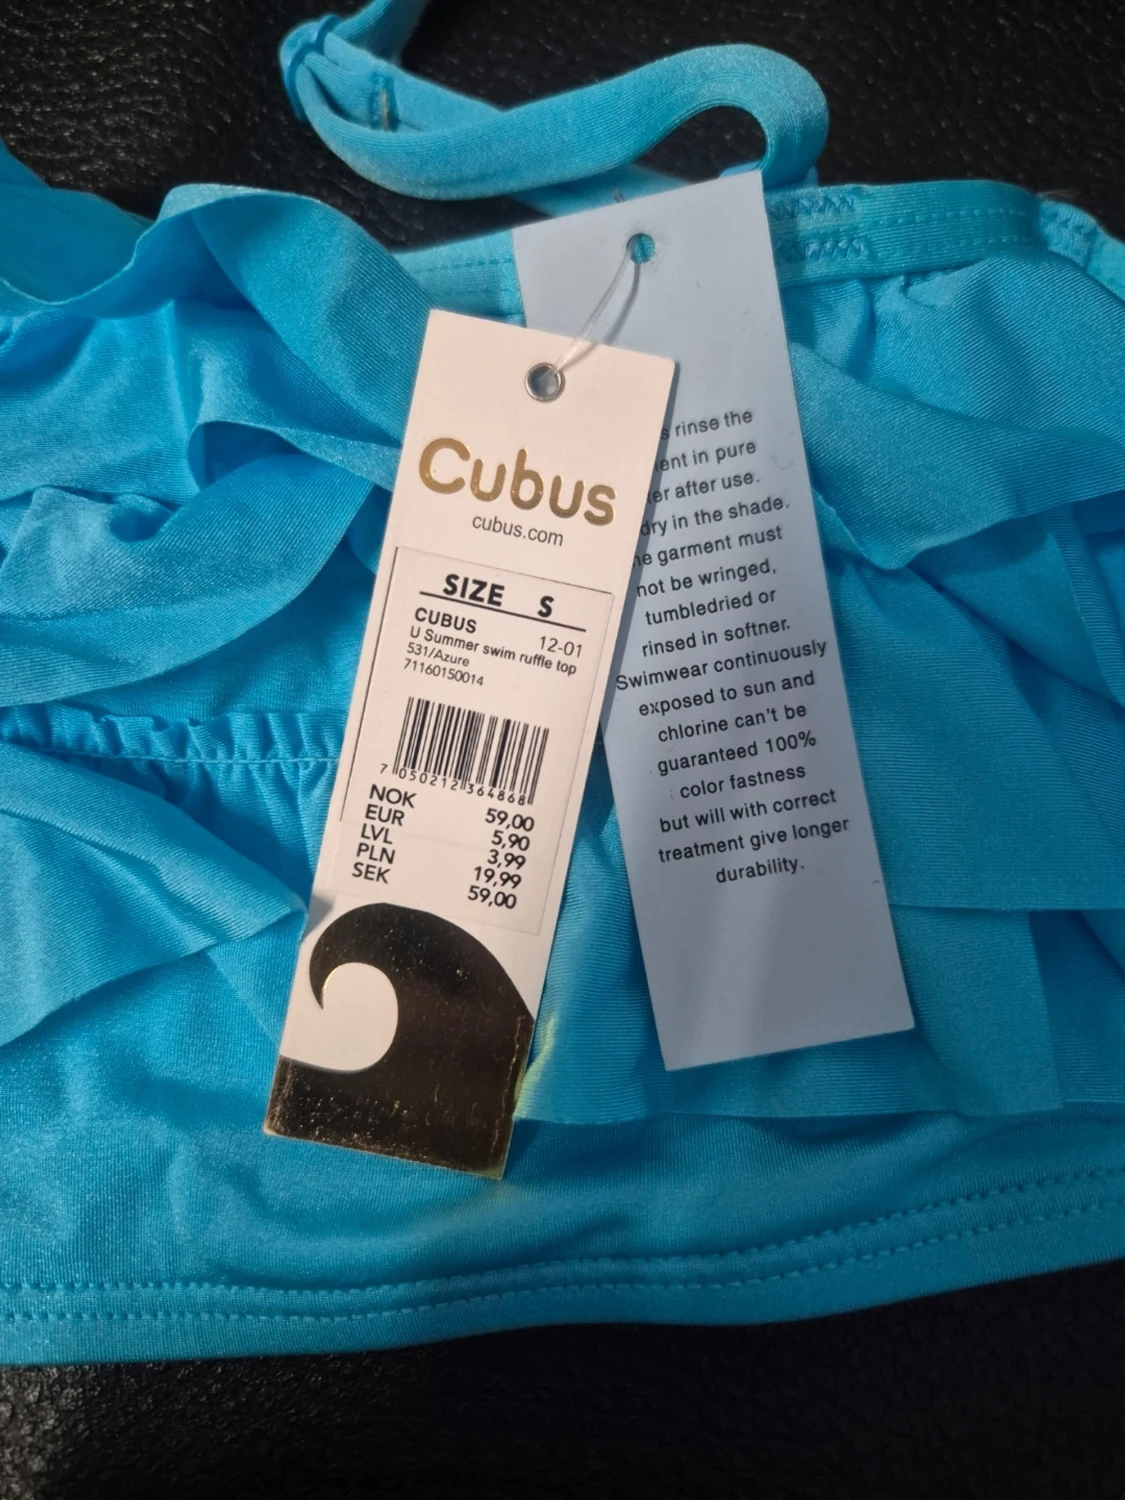 Cubus
cubus.com
SIZE S
CUBUS 12-01
U Summer swim ruffle top
531/Azure
71160150014
7 050212 364868
NOK 59,00
EUR 5,90
LVL 3,99
PLN 19,99
SEK 59,00
rinse the
in pure
after use.
dry in the shade.
garment must
not be wringed,
tumbledried or
rinsed in softner.
Swimwear continuously
exposed to sun and
chlorine can't be
guaranteed 100%
color fastness
but will with correct
treatment give longer
durability.